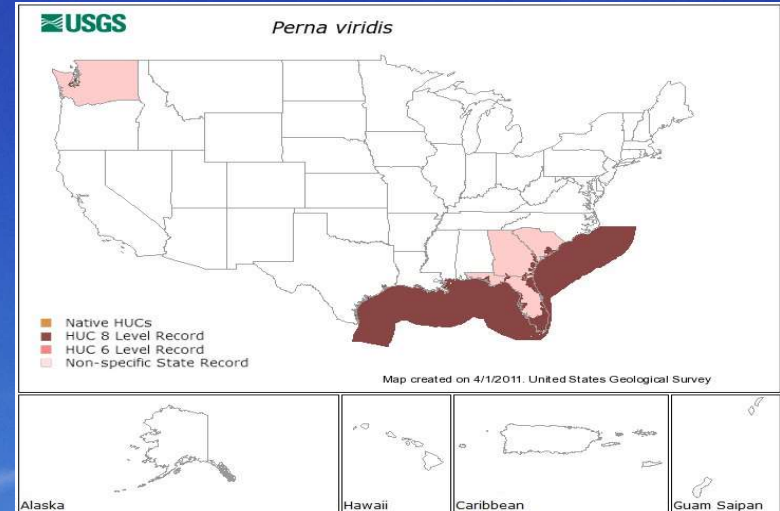 USGS
Perna viridis
Native HUCs
HUC 8 Level Record
HUC 6 Level Record
Non-specific State Record
Map created on 4/1/2011. United States Geological Survey
Alaska
Hawaii
Caribbean
Guam Saipan